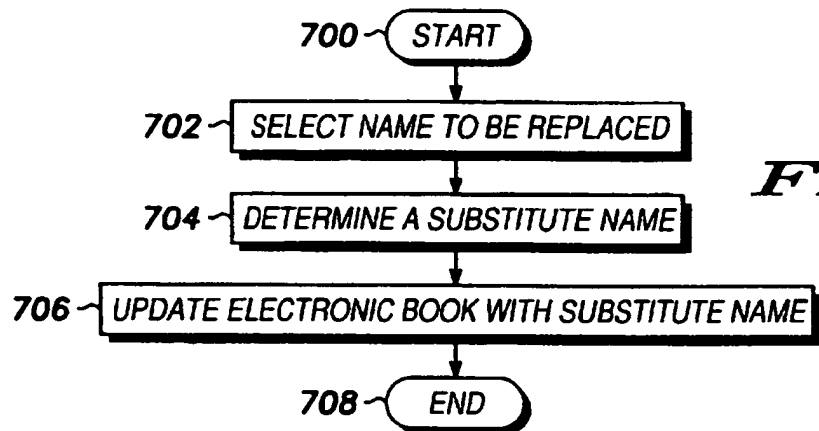 700 START
702 SELECT NAME TO BE REPLACED
704 DETERMINE A SUBSTITUTE NAME
706 UPDATE ELECTRONIC BOOK WITH SUBSTITUTE NAME
708 END